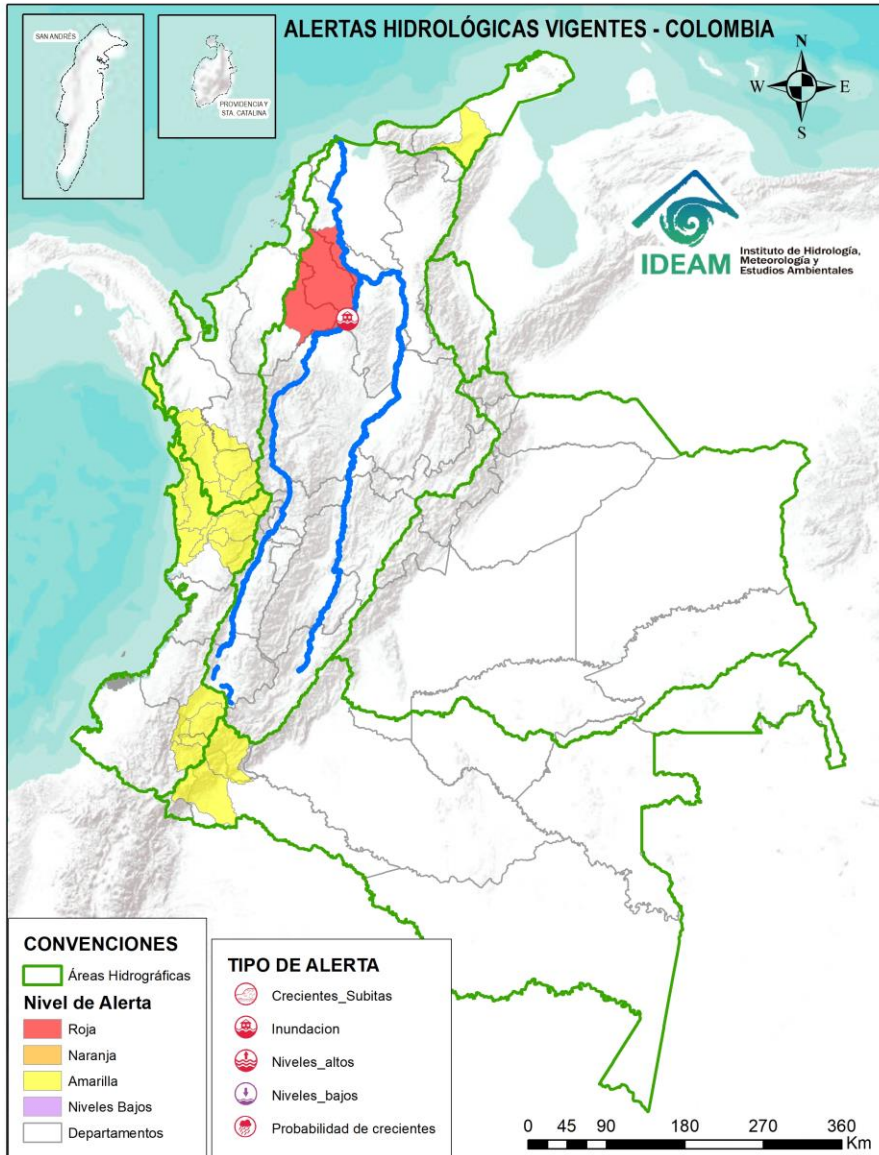 ALERTAS HIDROLÓGICAS VIGENTES - COLOMBIA
SAN ANDRÉS
PROVIDENCIA Y
STA. CATALINA
N
W
E
S
IDEAM
Instituto de Hidrología,
Meteorología y
Estudios Ambientales
CONVENCIONES
Áreas Hidrográficas
Nivel de Alerta
Roja
Naranja
Amarilla
Niveles Bajos
Departamentos
TIPO DE ALERTA
Crecientes_Subitas
Inundacion
Niveles_altos
Niveles_bajos
Probabilidad de crecientes
0 45 90 180 270 360
Km